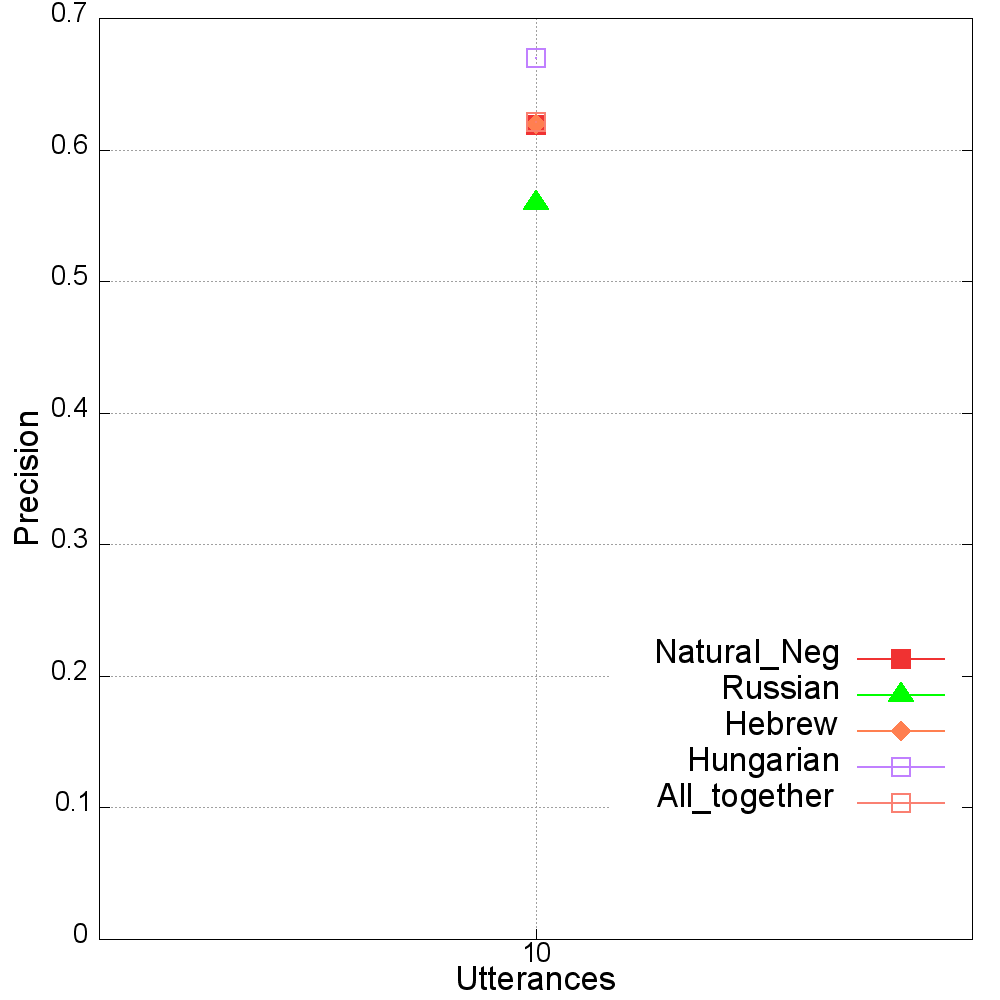 0.7
0.6
0.5
0.4
0.3
0.2
0.1
0
Precision
10
Utterances
Natural_Neg
Russian
Hebrew
Hungarian
All_together